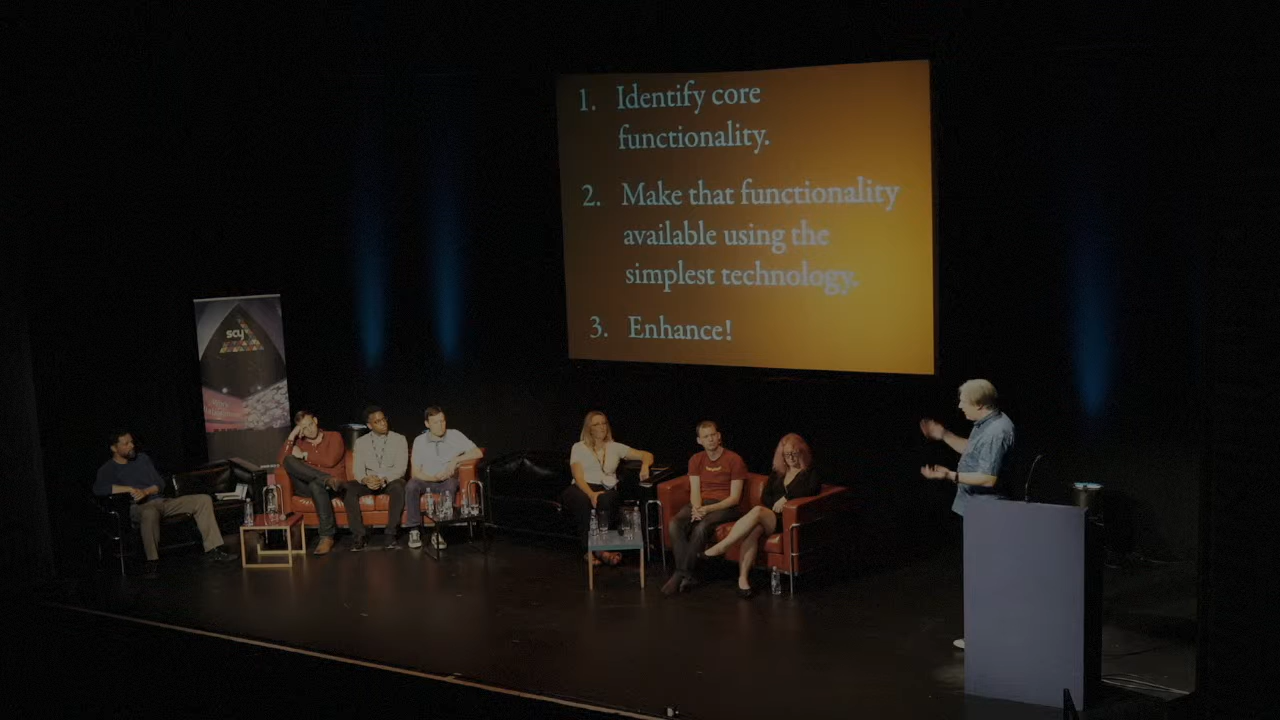 1. Identify core
functionality.
2. Make that functionality
available using the
simplest technology.
3. Enhance!